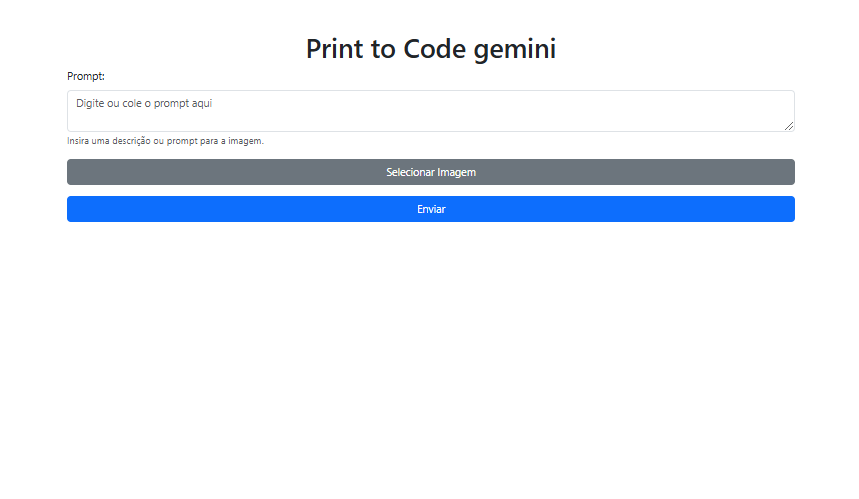 Print to Code gemini
Prompt:
Digite ou cole o prompt aqui
Insira uma descrição ou prompt para a imagem.
Selecionar Imagem
Enviar